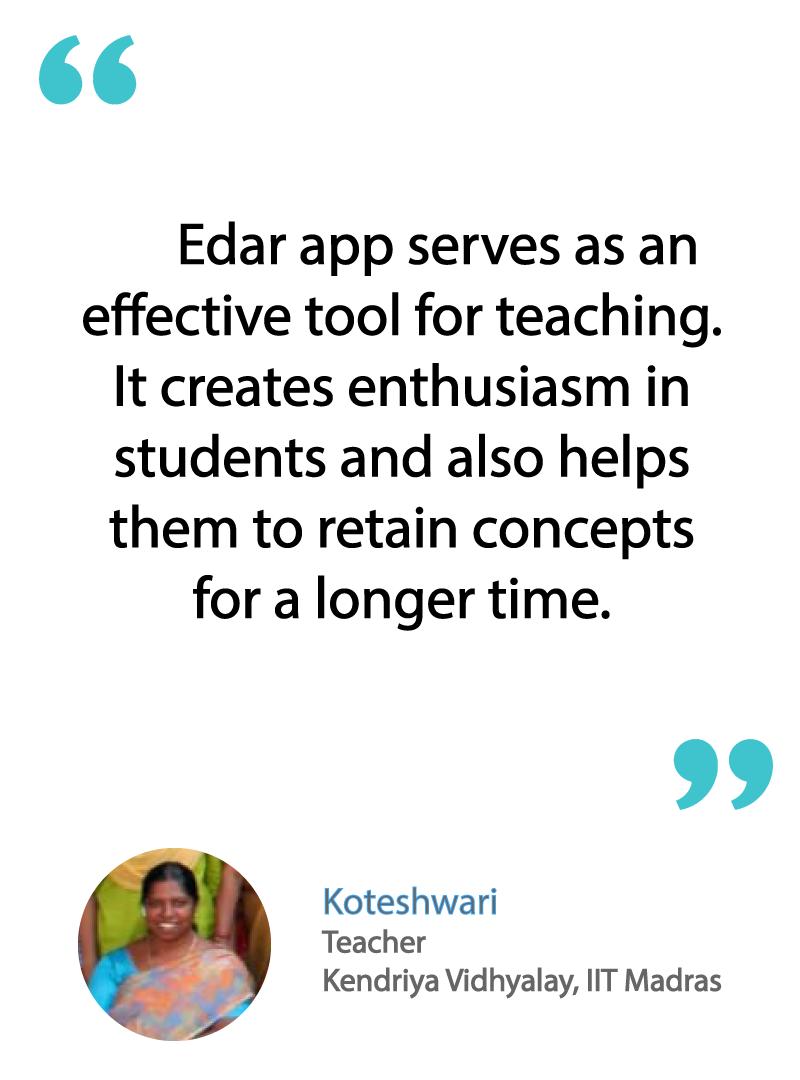 “
Edar app serves as an
effective tool for teaching.
It creates enthusiasm in
students and also helps
them to retain concepts
for a longer time.
”
Koteshwari
Teacher
Kendriya Vidhyalay, IIT Madras